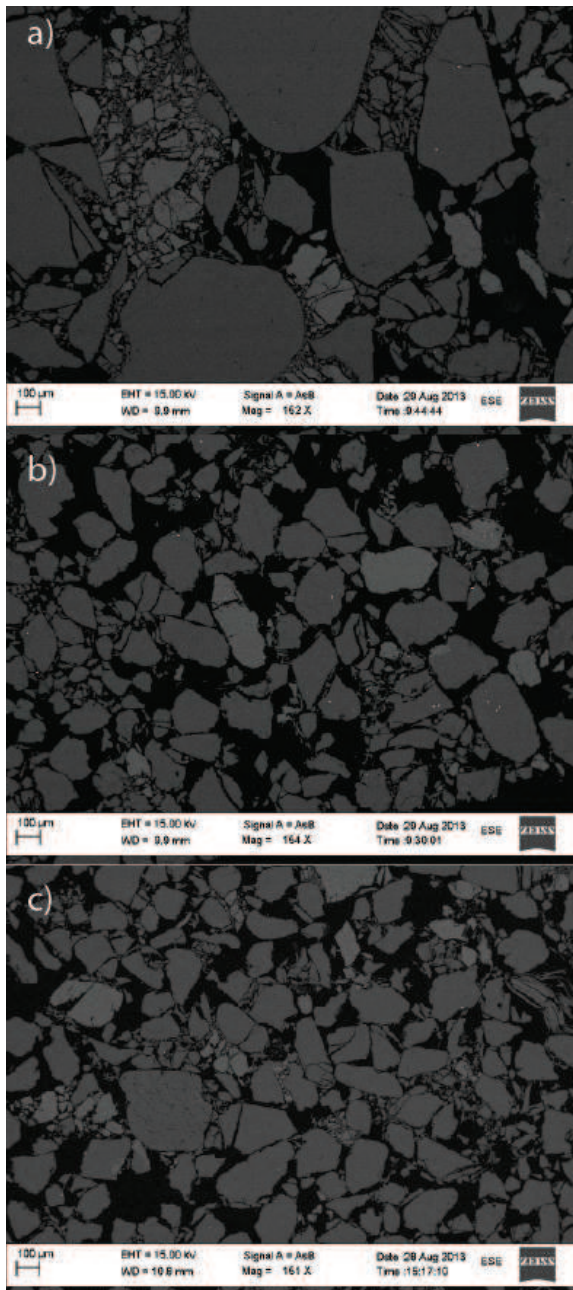 a)
100 µm EHT = 15.00 kV Signal A = AsB Date :29 Aug 2013 ESE ZEISS
WD = 9.9 mm Mag = 162 X Time :9:44:44
b)
100 µm EHT = 15.00 kV Signal A = AsB Date :29 Aug 2013 ESE ZEISS
WD = 9.9 mm Mag = 164 X Time :9:30:01
c)
100 µm EHT = 15.00 kV Signal A = AsB Date :28 Aug 2013 ESE ZEISS
WD = 10.8 mm Mag = 161 X Time :15:17:10